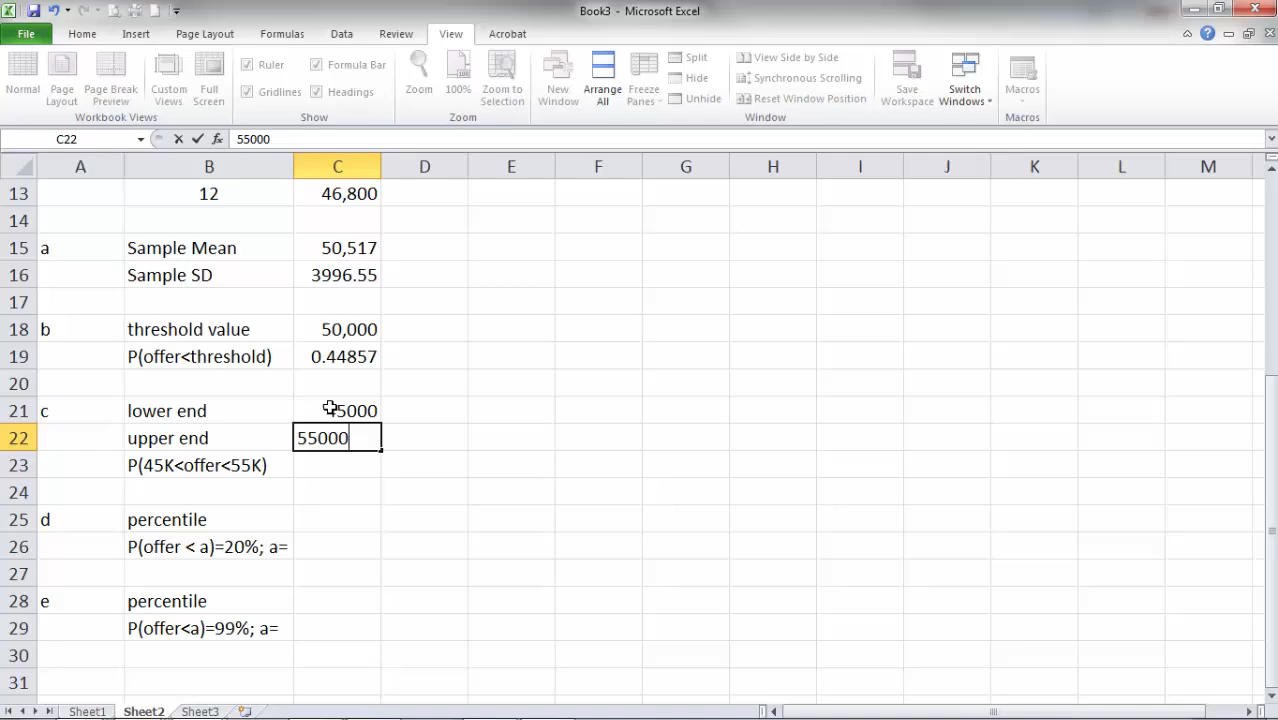 Book3 - Microsoft Excel
File Home Insert Page Layout Formulas Data Review View Acrobat
Normal
Page Layout
Page Break Preview
Custom Views
Full Screen
Workbook Views
Ruler
Formula Bar
Gridlines
Headings
Show
Zoom
100%
Zoom to Selection
Zoom
New Window
Arrange All
Freeze Panes
Split
Hide
Unhide
View Side by Side
Synchronous Scrolling
Reset Window Position
Window
Save Workspace
Switch Windows
Macros
Macros
C22 fx 55000
A B C D E F G H I J K L M
13 12 46,800
14
15 a Sample Mean 50,517
16 Sample SD 3996.55
17
18 b threshold value 50,000
19 P(offer<threshold) 0.44857
20
21 c lower end 45000
22 upper end 55000
23 P(45K<offer<55K)
24
25 d percentile
26 P(offer < a)=20%; a=
27
28 e percentile
29 P(offer<a)=99%; a=
30
31
Sheet1 Sheet2 Sheet3